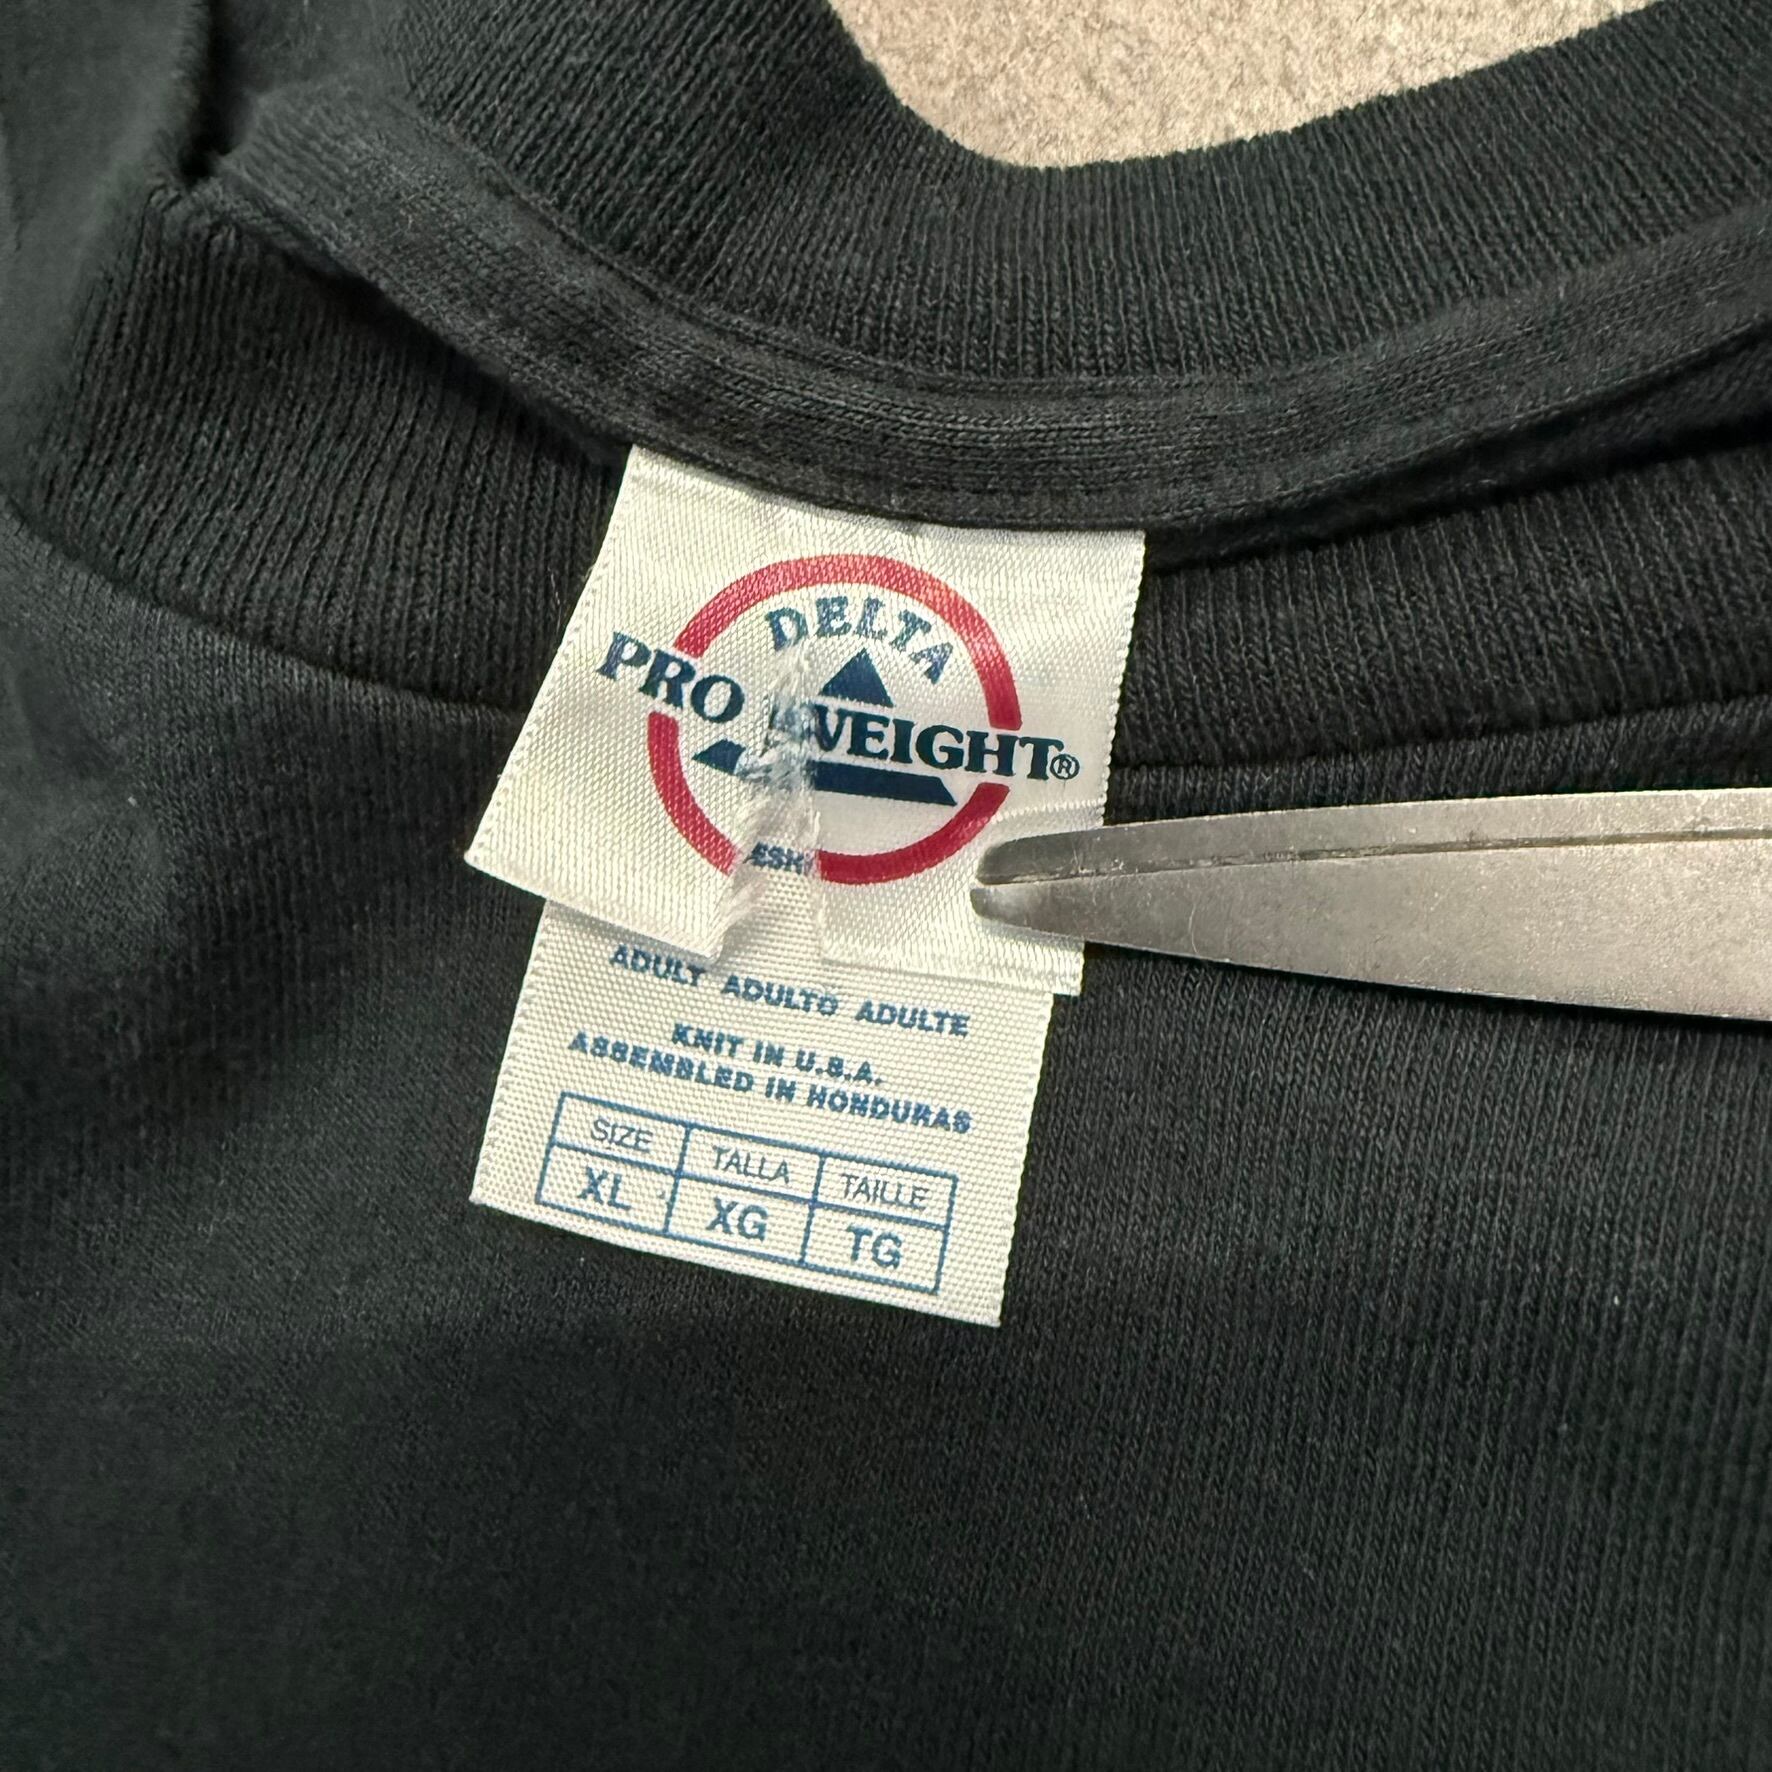 DELTA
PRO WEIGHT®
ADULT ADULTO ADULTE
KNIT IN U.S.A.
ASSEMBLED IN HONDURAS
SIZE TALLA TAILLE
XL XG TG